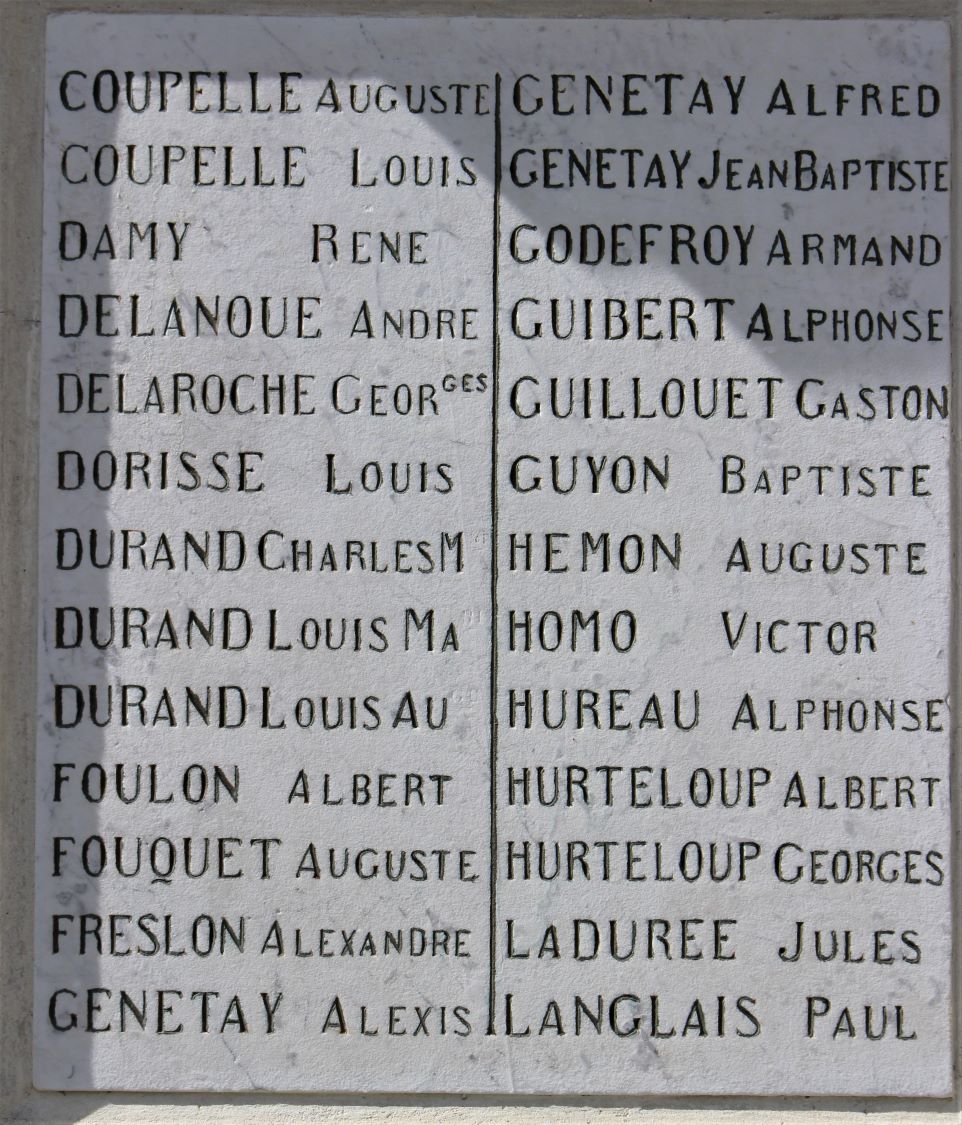 COUPELLE AUGUSTE
COUPELLE LOUIS
DAMY RENE
DELANOUE ANDRE
DELAROCHE GEORGES
DORISSE LOUIS
DURAND CHARLES M
DURAND LOUIS MA
DURAND LOUIS AU
FOULON ALBERT
FOUQUET AUGUSTE
FRESLON ALEXANDRE
GENETAY ALEXIS
GENETAY ALFRED
GENETAY JEAN BAPTISTE
GODEFROY ARMAND
GUIBERT ALPHONSE
GUILLOUET GASTON
GUYON BAPTISTE
HEMON AUGUSTE
HOMO VICTOR
HUREAU ALPHONSE
HURTELOUP ALBERT
HURTELOUP GEORGES
LADUREE JULES
LANGLAIS PAUL